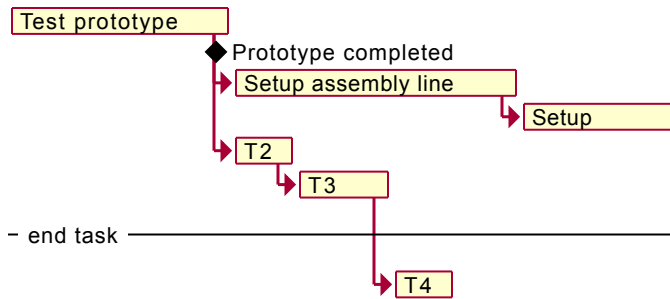 Test prototype
Prototype completed
Setup assembly line
Setup
T2
T3
end task
T4